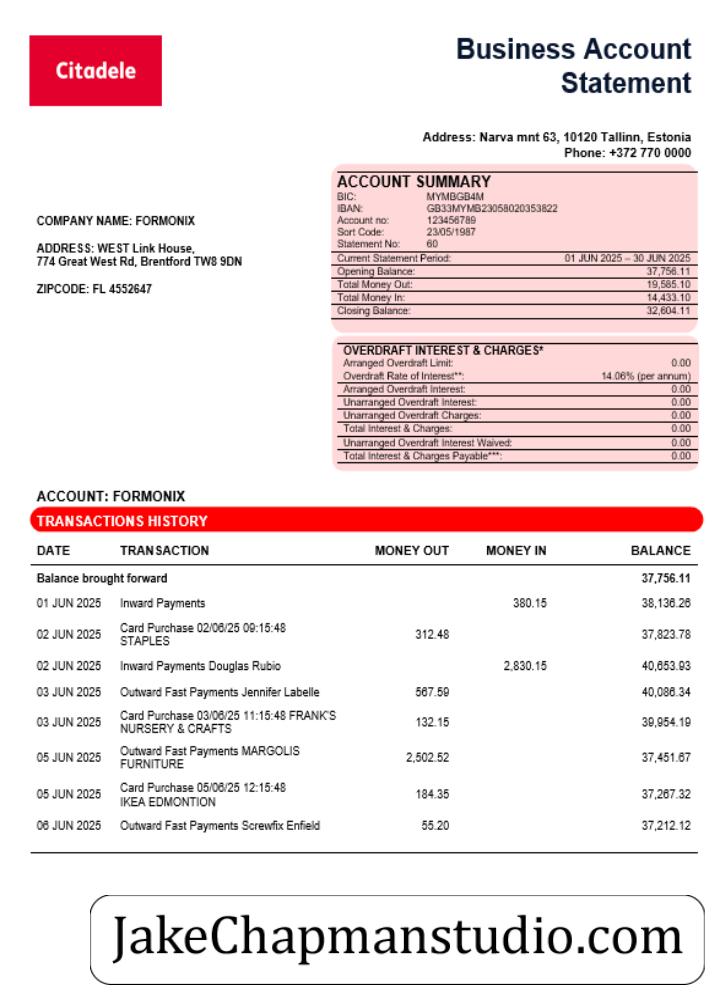 Citadele
Business Account
Statement
Address: Narva mnt 63, 10120 Tallinn, Estonia
Phone: +372 770 0000
COMPANY NAME: FORMONIX
ADDRESS: WEST Link House,
774 Great West Rd, Brentford TW8 9DN
ZIPCODE: FL 4552647
ACCOUNT SUMMARY
BIC: MYMBGB4M
IBAN: GB33MYMB23058020353822
Account no: 123456789
Sort Code: 23/05/1987
Statement No: 60
Current Statement Period: 01 JUN 2025 – 30 JUN 2025
Opening Balance: 37,756.11
Total Money Out: 19,585.10
Total Money In: 14,433.10
Closing Balance: 32,604.11
OVERDRAFT INTEREST & CHARGES*
Arranged Overdraft Limit: 0.00
Overdraft Rate of Interest**: 14.06% (per annum)
Arranged Overdraft Interest: 0.00
Unarranged Overdraft Interest: 0.00
Unarranged Overdraft Charges: 0.00
Total Interest & Charges: 0.00
Unarranged Overdraft Interest Waived: 0.00
Total Interest & Charges Payable***: 0.00
ACCOUNT: FORMONIX
TRANSACTIONS HISTORY
DATE TRANSACTION MONEY OUT MONEY IN BALANCE
Balance brought forward 37,756.11
01 JUN 2025 Inward Payments 380.15 38,136.26
02 JUN 2025 Card Purchase 02/06/25 09:15:48
STAPLES 312.48 37,823.78
02 JUN 2025 Inward Payments Douglas Rubio 2,830.15 40,653.93
03 JUN 2025 Outward Fast Payments Jennifer Labelle 567.59 40,086.34
03 JUN 2025 Card Purchase 03/06/25 11:15:48 FRANK'S
NURSERY & CRAFTS 132.15 39,954.19
05 JUN 2025 Outward Fast Payments MARGOLIS
FURNITURE 2,502.52 37,451.67
05 JUN 2025 Card Purchase 05/06/25 12:15:48
IKEA EDMONTION 184.35 37,267.32
06 JUN 2025 Outward Fast Payments Screwfix Enfield 55.20 37,212.12
JakeChapmanstudio.com